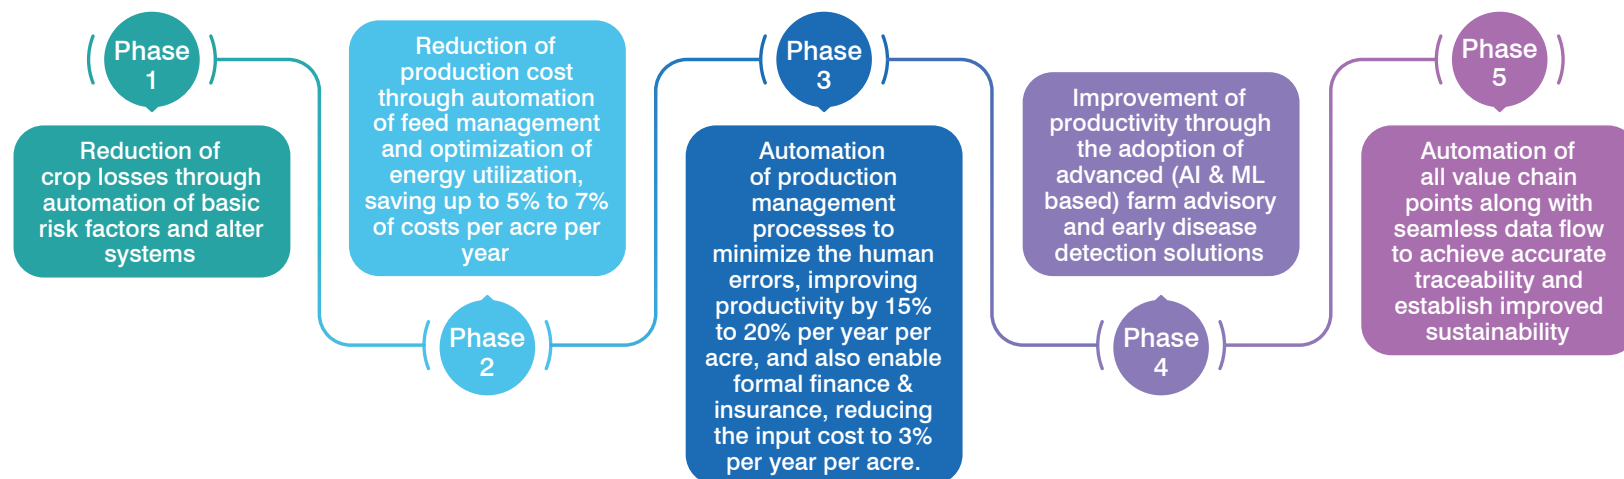 Phase
1
Reduction of
crop losses through
automation of basic
risk factors and alter
systems
Reduction of
production cost
through automation
of feed management
and optimization of
energy utilization,
saving up to 5% to 7%
of costs per acre per
year
Phase
2
Phase
3
Automation
of production
management
processes to
minimize the human
errors, improving
productivity by 15%
to 20% per year per
acre, and also enable
formal finance &
insurance, reducing
the input cost to 3%
per year per acre.
Improvement of
productivity through
the adoption of
advanced (AI & ML
based) farm advisory
and early disease
detection solutions
Phase
4
Phase
5
Automation of
all value chain
points along with
seamless data flow
to achieve accurate
traceability and
establish improved
sustainability